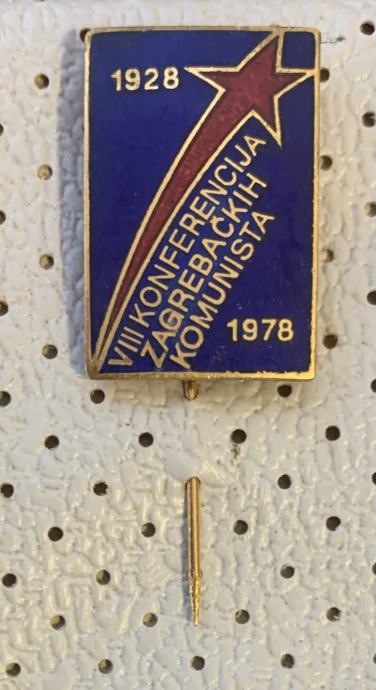 1928
VIII KONFERENCIJA
ZAGREBAČKIH
KOMUNISTA
1978